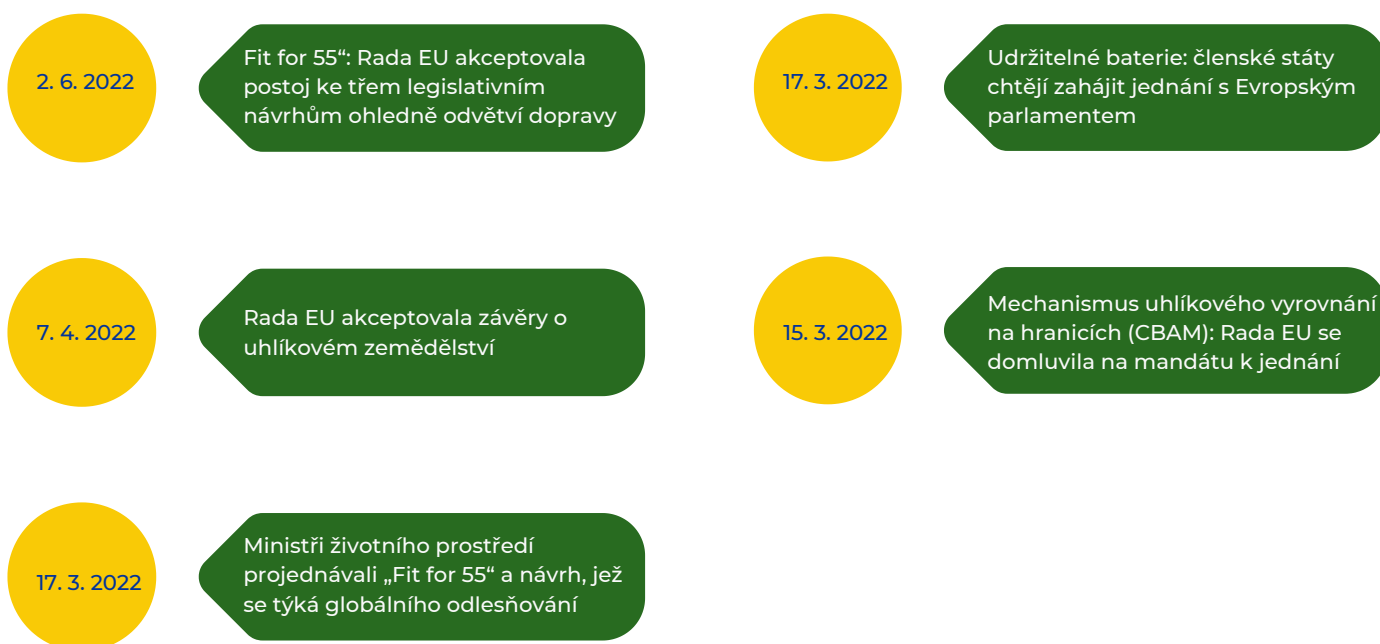 2. 6. 2022
Fit for 55“: Rada EU akceptovala
postoj ke třem legislativním
návrhům ohledně odvětví dopravy
7. 4. 2022
Rada EU akceptovala závěry o
uhlíkovém zemědělství
17. 3. 2022
Ministři životního prostředí
projednávali „Fit for 55“ a návrh, jež
se týká globálního odlesňování
17. 3. 2022
Udržitelné baterie: členské státy
chtějí zahájit jednání s Evropským
parlamentem
15. 3. 2022
Mechanismus uhlíkového vyrovnání
na hranicích (CBAM): Rada EU se
domluvila na mandátu k jednání